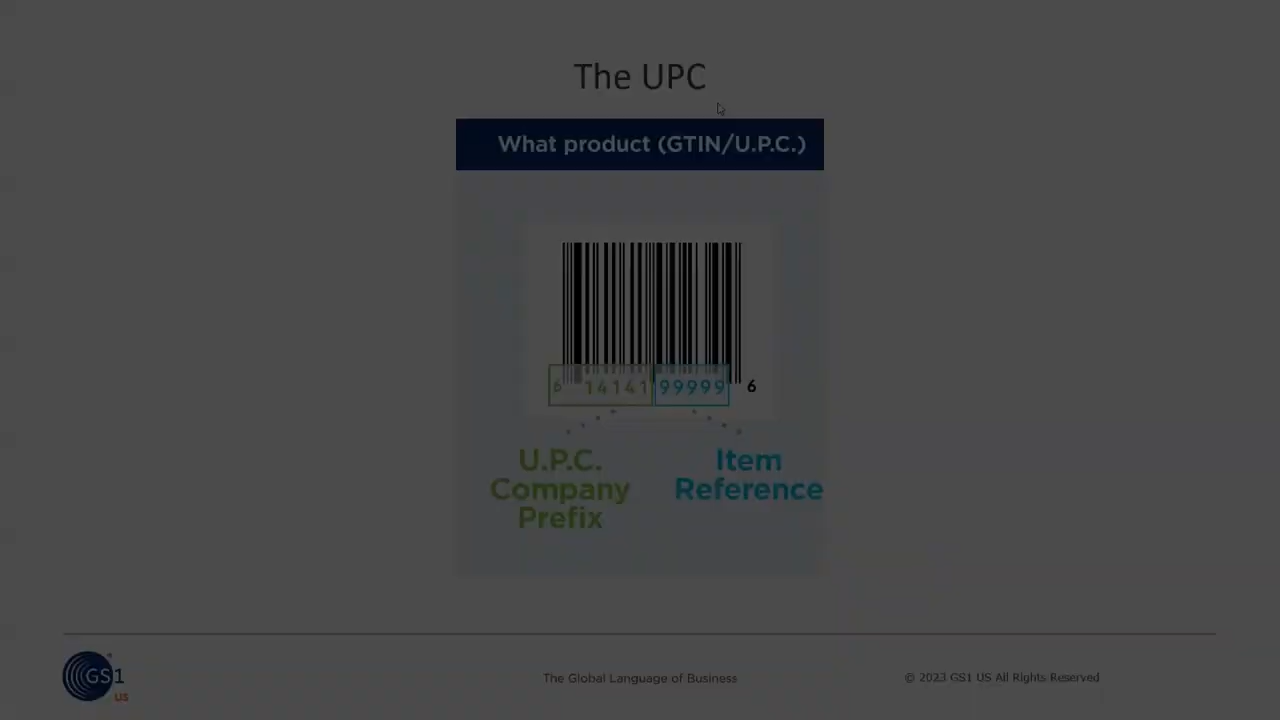 The UPC
What product (GTIN/U.P.C.)
6 14141 99999 6
U.P.C.
Company
Prefix
Item
Reference
GS1
US
The Global Language of Business
© 2023 GS1 US All Rights Reserved